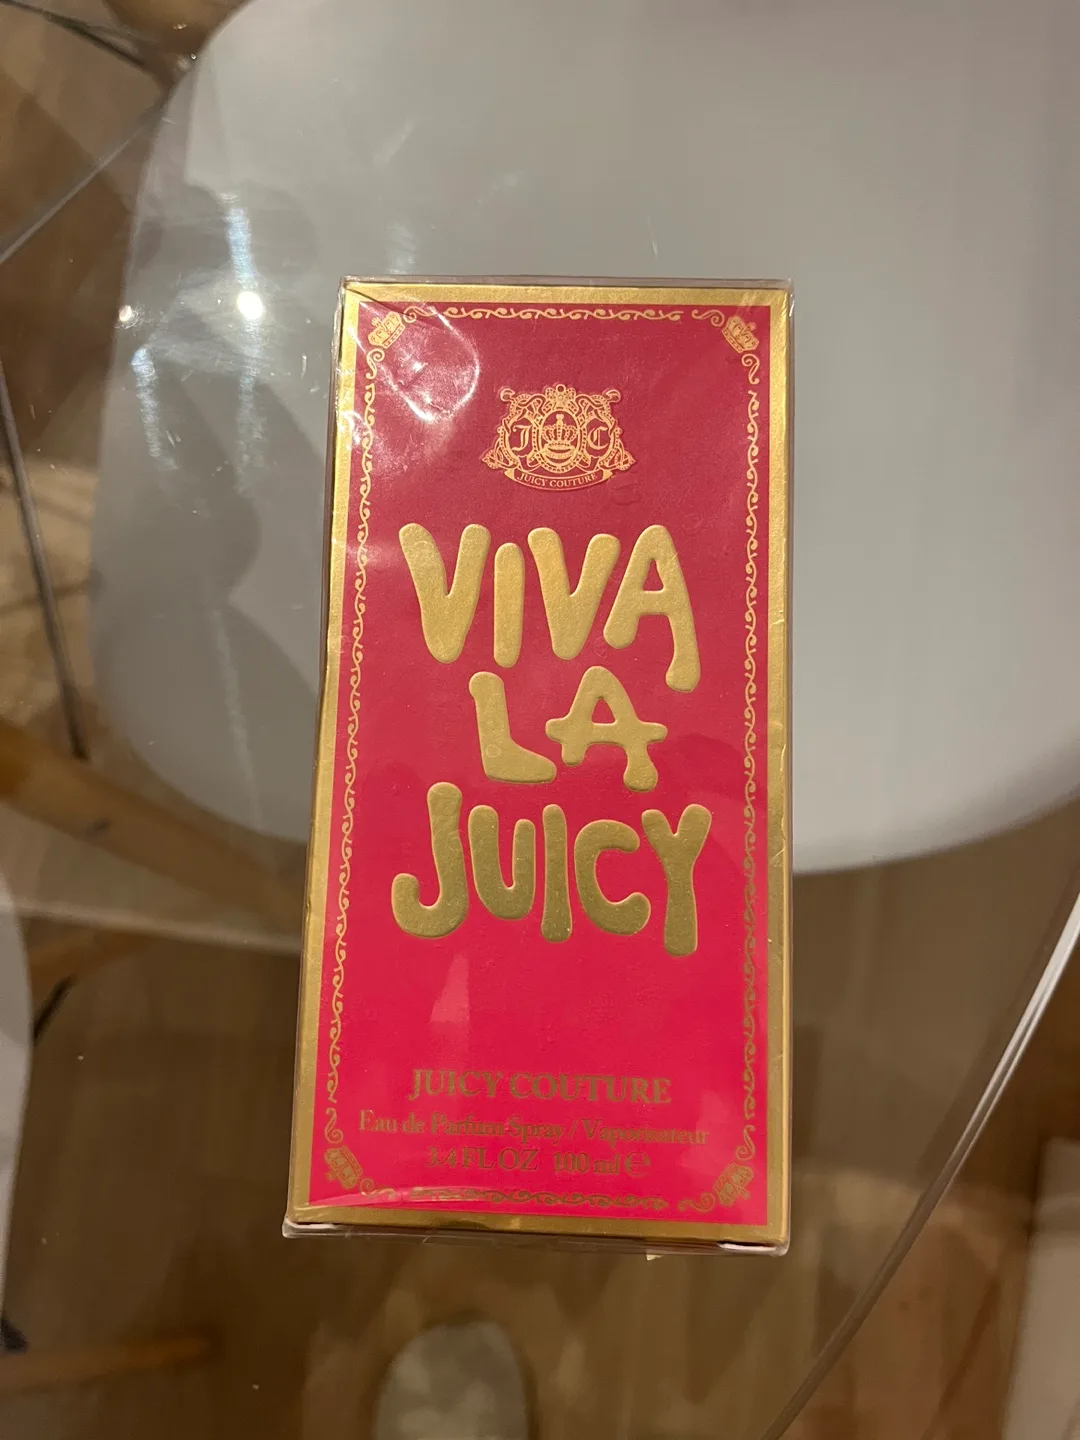 J C
JUICY COUTURE
VIVA
LA
JUICY
JUICY COUTURE
Eau de Parfum Spray / Vaporisateur
3.4 FL OZ 100 ml ℮